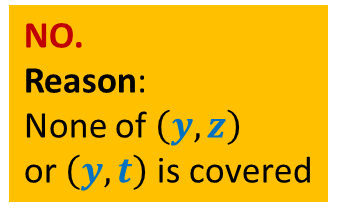 NO.
Reason:
None of (y, z)
or (y, t) is covered